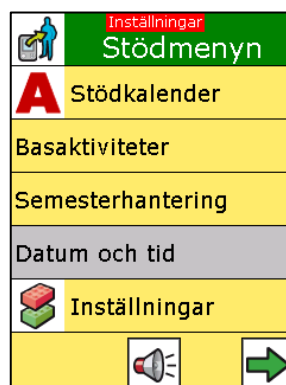 Inställningar
Stödmenyn
A Stödkalender
Basaktiviteter
Semesterhantering
Datum och tid
Inställningar